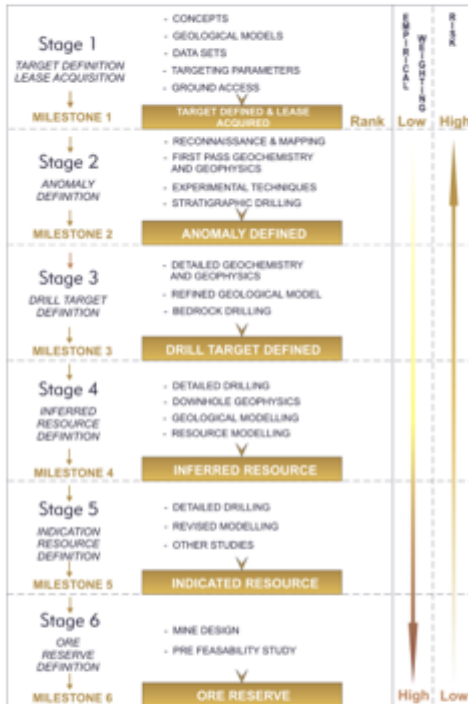 Stage 1
TARGET DEFINITION
LEASE ACQUISITION
MILESTONE 1
- CONCEPTS
- GEOLOGICAL MODELS
- DATA SETS
- TARGETING PARAMETERS
- GROUND ACCESS
TARGET DEFINED & LEASE
ACQUIRED
Rank
EMPIRICAL
WEIGHTING
Low
RISK
High
Stage 2
ANOMALY
DEFINITION
MILESTONE 2
- RECONNAISSANCE & MAPPING
- FIRST PASS GEOCHEMISTRY
AND GEOPHYSICS
- EXPERIMENTAL TECHNIQUES
- STRATIGRAPHIC DRILLING
ANOMALY DEFINED
Stage 3
DRILL TARGET
DEFINITION
MILESTONE 3
- DETAILED GEOCHEMISTRY
AND GEOPHYSICS
- REFINED GEOLOGICAL MODEL
- BEDROCK DRILLING
DRILL TARGET DEFINED
Stage 4
INFERRED
RESOURCE
DEFINITION
MILESTONE 4
- DETAILED DRILLING
- DOWNHOLE GEOPHYSICS
- GEOLOGICAL MODELLING
- RESOURCE MODELLING
INFERRED RESOURCE
Stage 5
INDICATION
RESOURCE
DEFINITION
MILESTONE 5
- DETAILED DRILLING
- REVISED MODELLING
- OTHER STUDIES
INDICATED RESOURCE
Stage 6
ORE
RESERVE
DEFINITION
MILESTONE 6
- MINE DESIGN
- PRE FEASABILITY STUDY
ORE RESERVE
High
Low